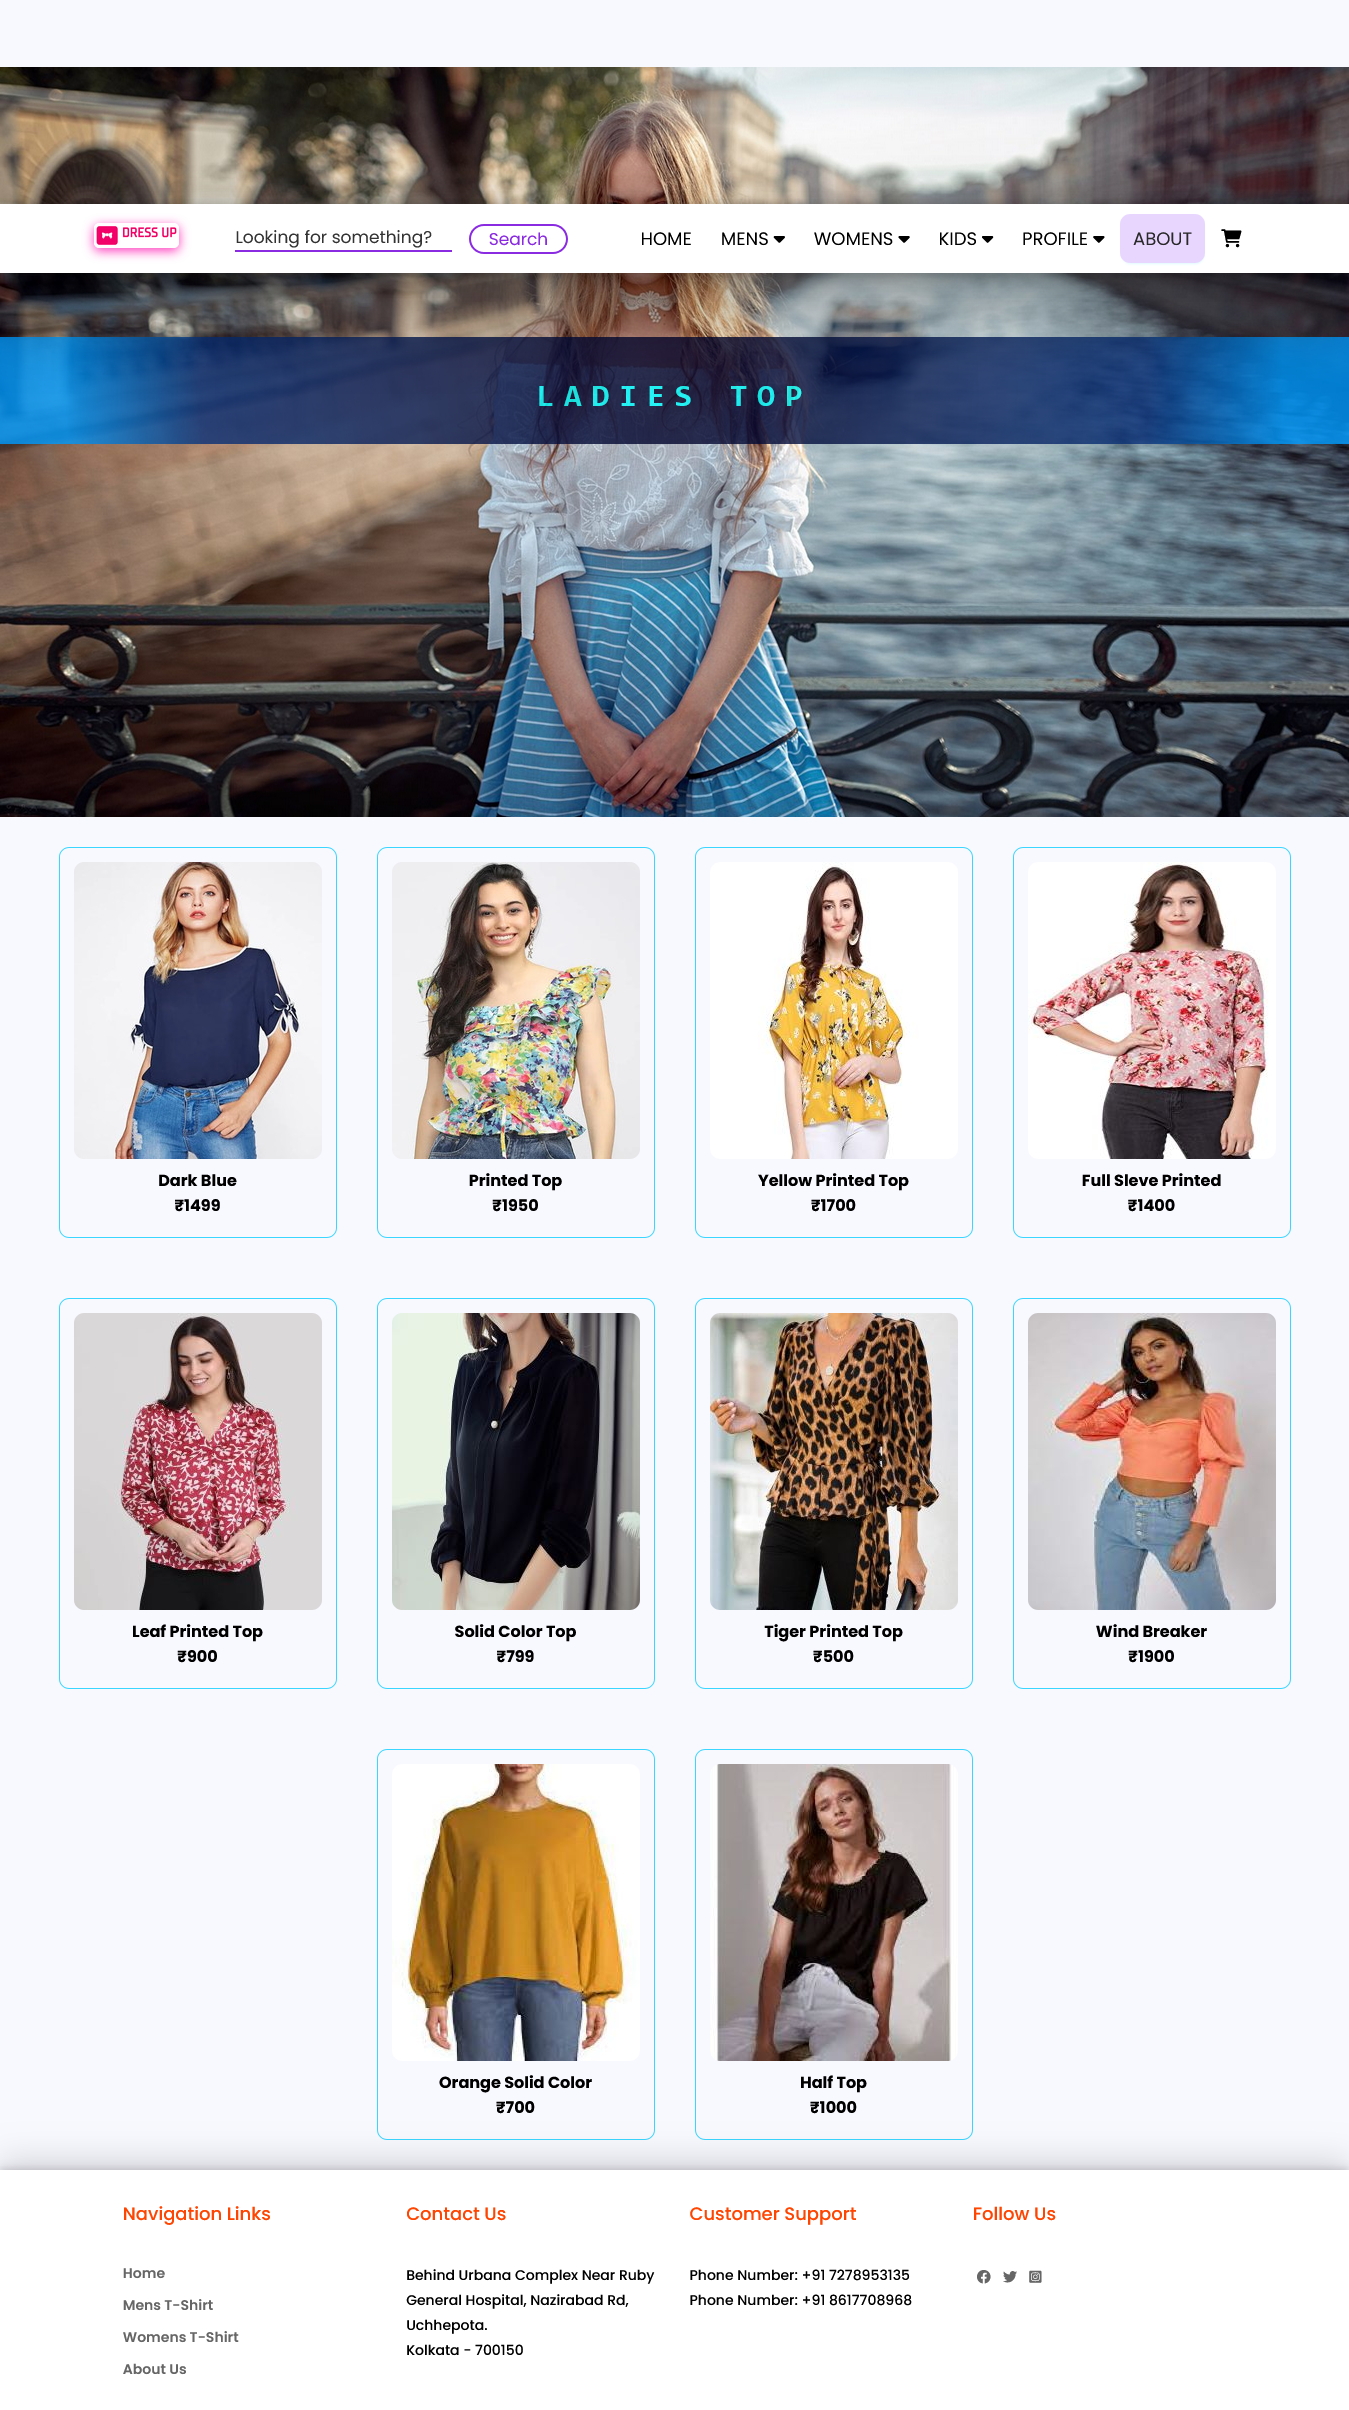 DRESS UP
Looking for something?
Search
HOME
MENS
WOMENS
KIDS
PROFILE
ABOUT
LADIES TOP
Dark Blue
₹1499
Printed Top
₹1950
Yellow Printed Top
₹1700
Full Sleve Printed
₹1400
Leaf Printed Top
₹900
Solid Color Top
₹799
Tiger Printed Top
₹500
Wind Breaker
₹1900
Orange Solid Color
₹700
Half Top
₹1000
Navigation Links
Home
Mens T-Shirt
Womens T-Shirt
About Us
Contact Us
Behind Urbana Complex Near Ruby
General Hospital, Nazirabad Rd,
Uchhepota.
Kolkata - 700150
Customer Support
Phone Number: +91 7278953135
Phone Number: +91 8617708968
Follow Us